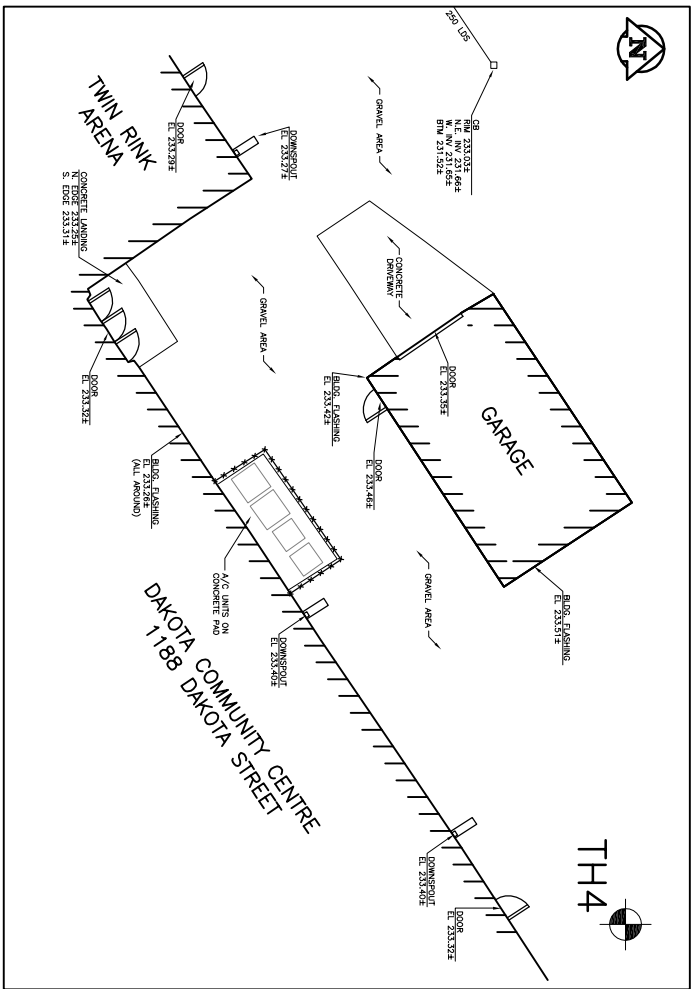 N
250 LDS
CB
RIM 233.03±
N.E. INV 231.66±
W. INV 231.65±
BTM 231.52±
GRAVEL AREA
DOOR
EL 233.29±
TWIN RINK
ARENA
DOWNSPOUT
EL 233.27±
CONCRETE LANDING
N. EDGE 233.25±
S. EDGE 233.31±
GRAVEL AREA
CONCRETE
DRIVEWAY
DOOR
EL 233.35±
GARAGE
BLDG. FLASHING
EL 233.42±
DOOR
EL 233.46±
DOOR
EL 233.32±
BLDG. FLASHING
EL 233.26±
(ALL AROUND)
A/C UNITS ON
CONCRETE PAD
GRAVEL AREA
BLDG. FLASHING
EL 233.51±
DOWNSPOUT
EL 233.40±
DAKOTA COMMUNITY CENTRE
1188 DAKOTA STREET
DOWNSPOUT
EL 233.40±
DOOR
EL 233.32±
TH4